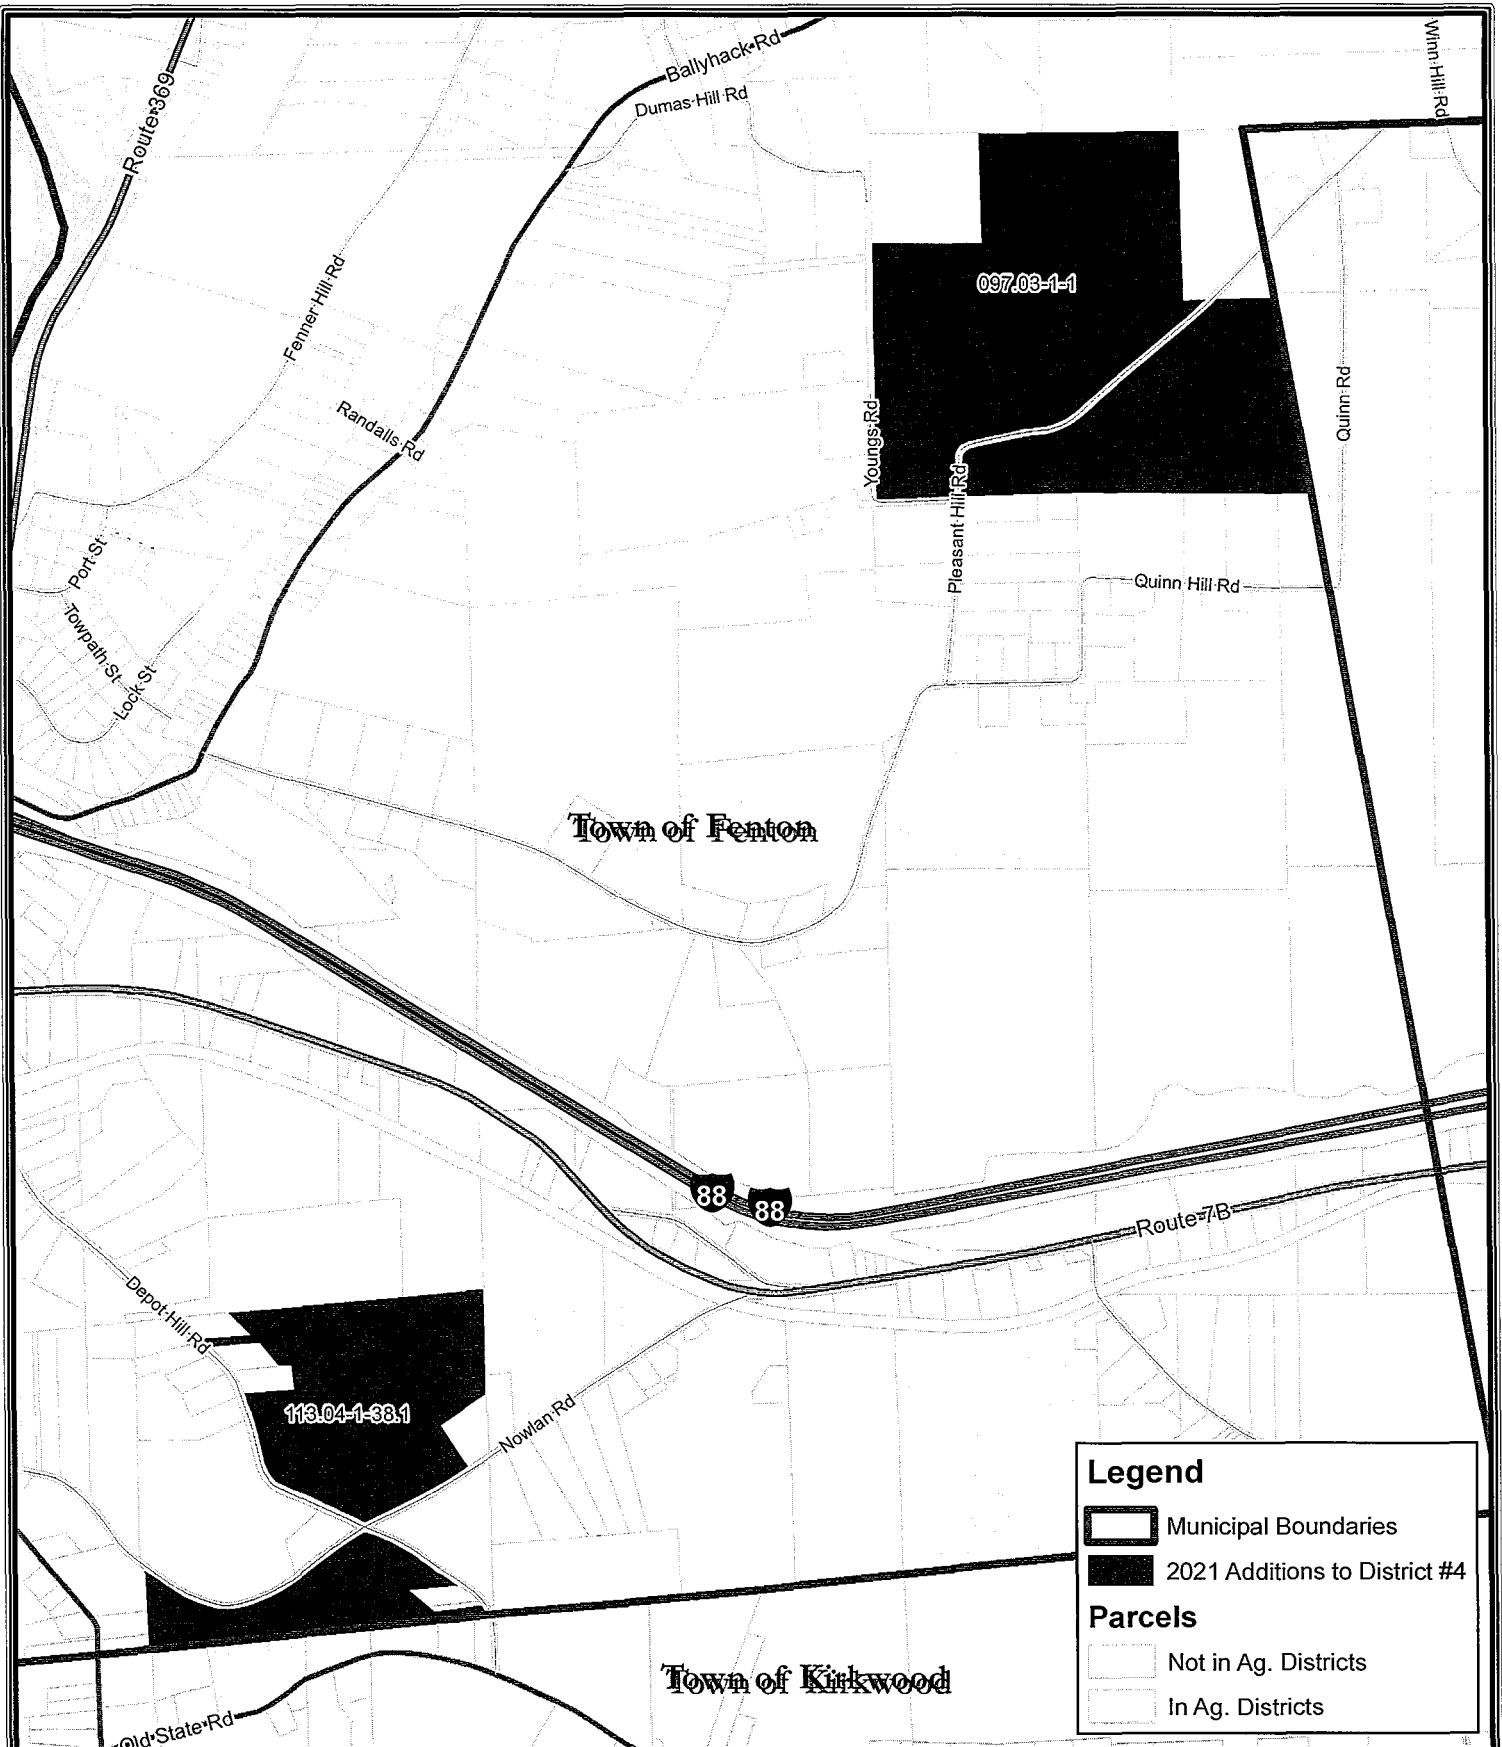 Route 369
Ballyhack Rd
Dumas Hill Rd
Winn Hill Rd
Fenner Hill Rd
097.03-1-1
Randalls Rd
Youngs Rd
Quinn Rd
Pleasant Hill Rd
Port St
Quinn Hill Rd
Towpath St
Lock St
Town of Fenton
88
88
Route 7B
Depot Hill Rd
113.04-1-38.1
Nowlan Rd
Legend
Municipal Boundaries
2021 Additions to District #4
Parcels
Not in Ag. Districts
In Ag. Districts
Town of Kirkwood
Old State Rd